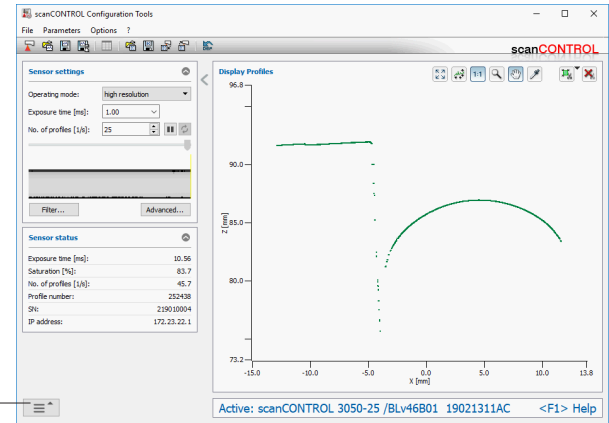 scanCONTROL Configuration Tools
File Parameters Options ?
scanCONTROL
Sensor settings
Operating mode: high resolution
Exposure time [ms]: 1.00
No. of profiles [1/s]: 25
Filter... Advanced...
Sensor status
Exposure time [ms]: 10.56
Saturation [%]: 83.7
No. of profiles [1/s]: 45.7
Profile number: 252438
SN: 219010004
IP address: 172.23.22.1
Display Profiles
1:1
96.8
90.0
85.0
80.0
73.2
Z [mm]
-15.0 -10.0 -5.0 0.0 5.0 10.0 13.8
X [mm]
Active: scanCONTROL 3050-25 /BLv46B01 19021311AC <F1> Help